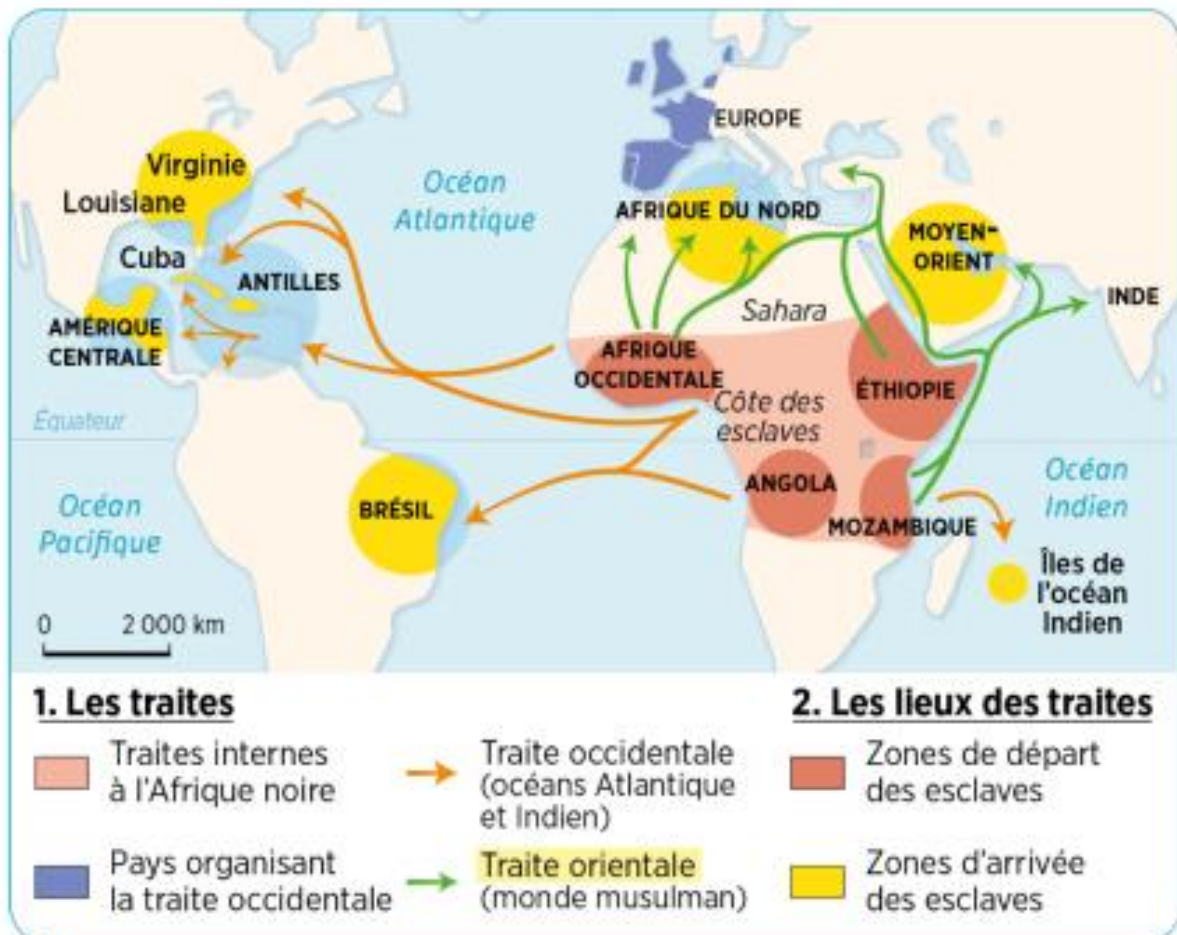 EUROPE
Virginie
Louisiane
Océan
Atlantique
AFRIQUE DU NORD
MOYEN-
ORIENT
Cuba
ANTILLES
INDE
Sahara
AMÉRIQUE
CENTRALE
AFRIQUE
OCCIDENTALE
ÉTHIOPIE
Côte des
esclaves
Équateur
Océan
Pacifique
BRÉSIL
ANGOLA
MOZAMBIQUE
Océan
Indien
Îles de
l'océan
Indien
0 2 000 km
1. Les traites
Traites internes
à l'Afrique noire
Pays organisant
la traite occidentale
Traite occidentale
(océans Atlantique
et Indien)
Traite orientale
(monde musulman)
2. Les lieux des traites
Zones de départ
des esclaves
Zones d'arrivée
des esclaves